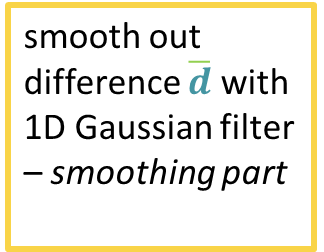 smooth out
difference d̅ with
1D Gaussian filter
– smoothing part